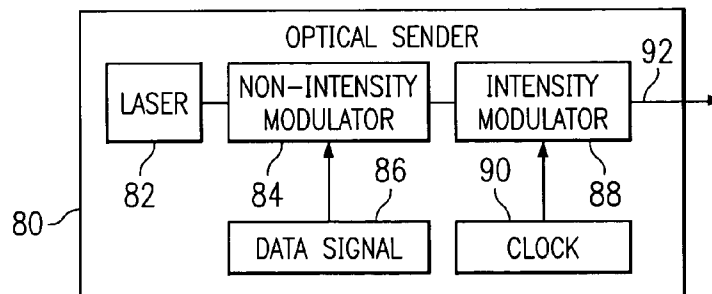 OPTICAL SENDER
92
LASER
NON-INTENSITY
MODULATOR
INTENSITY
MODULATOR
82
84
86
90
88
80
DATA SIGNAL
CLOCK